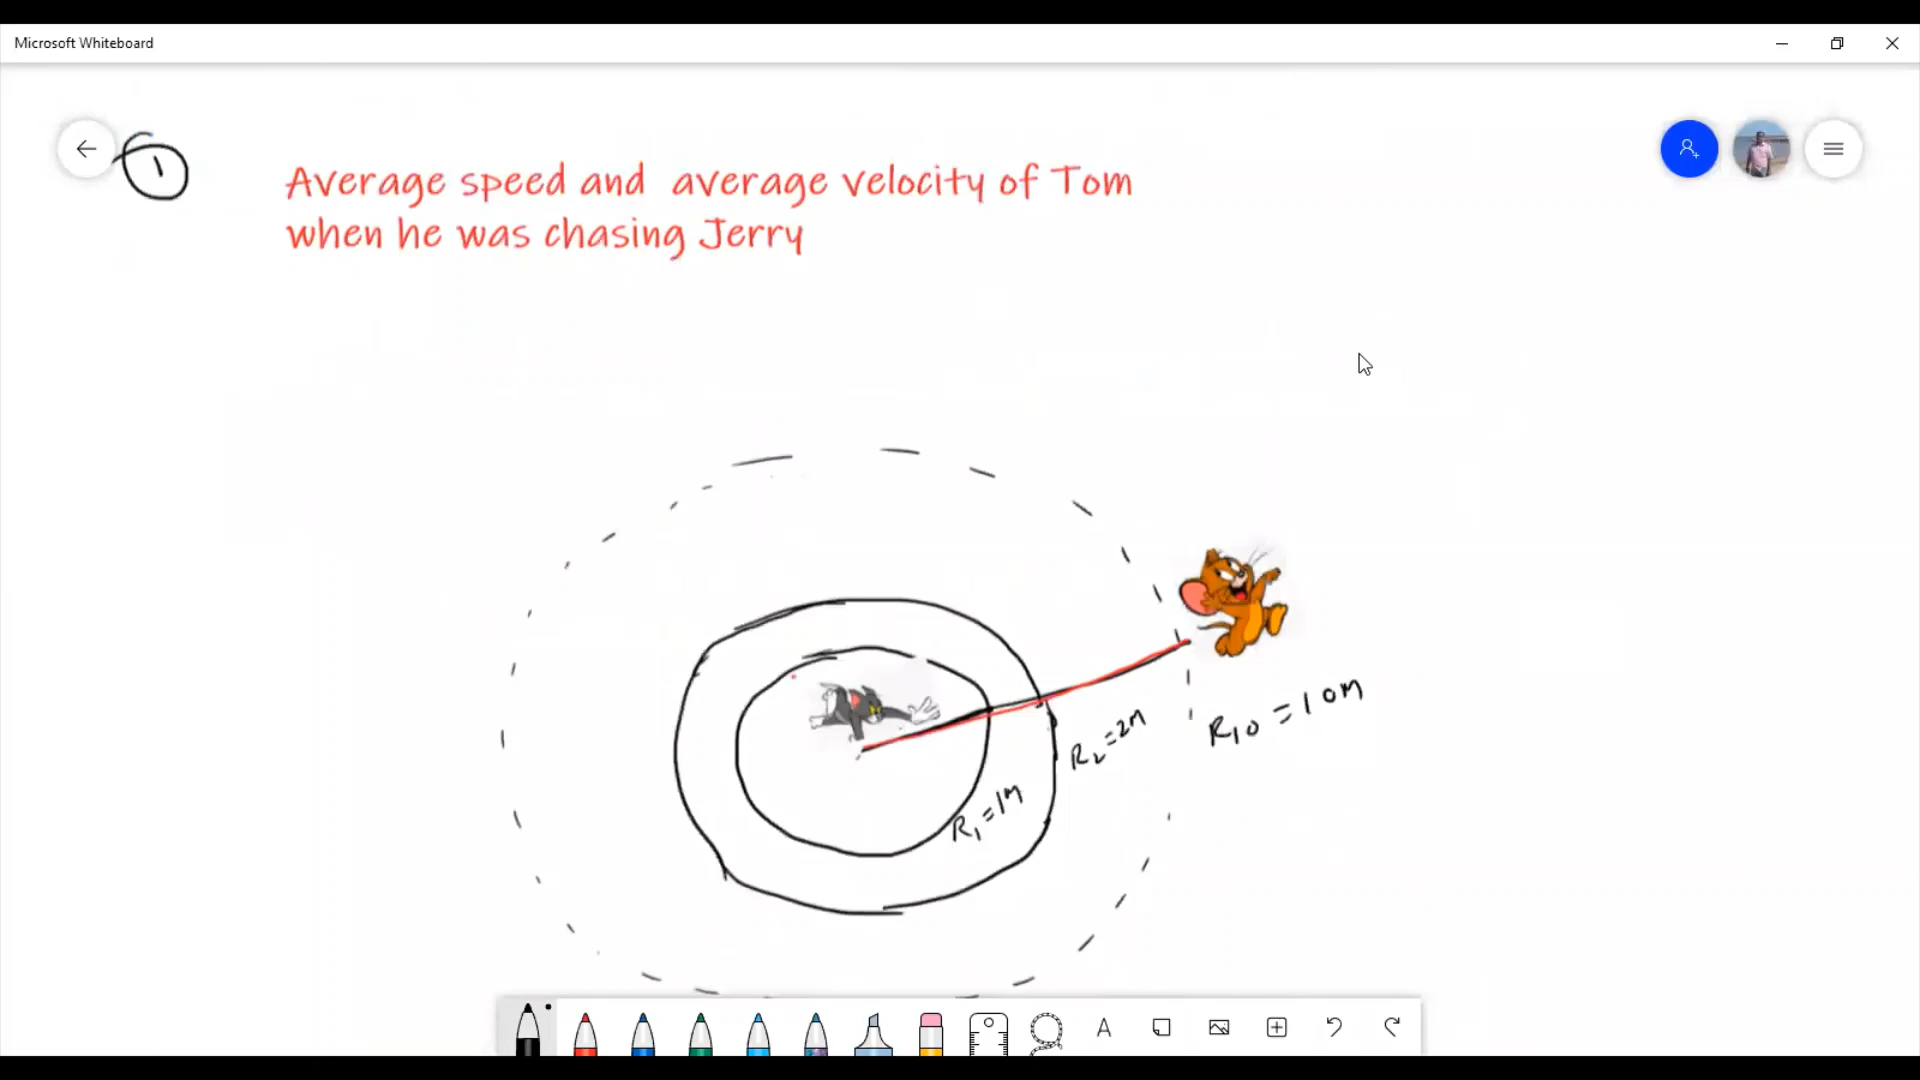 Microsoft Whiteboard
1
Average speed and average velocity of Tom
when he was chasing Jerry
R10 = 10M
R2 = 2M
R1 = 1M
A